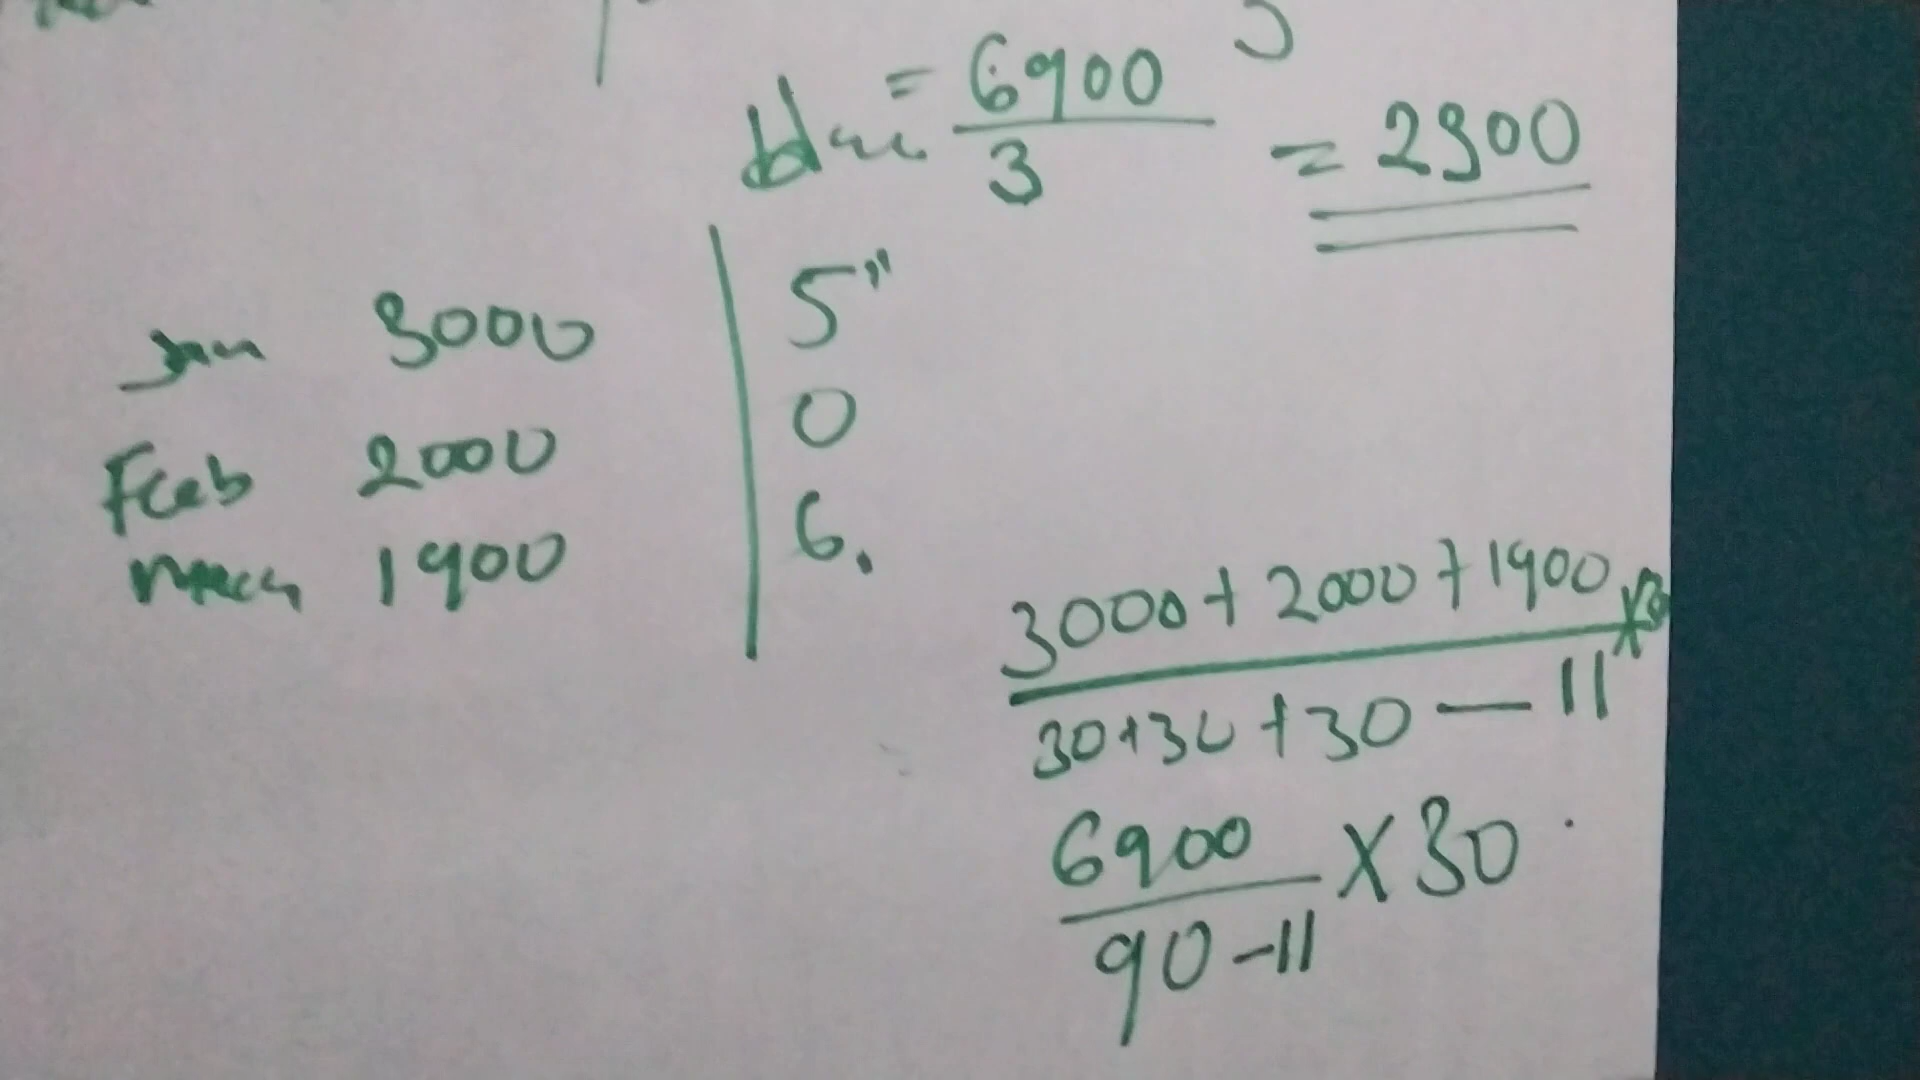 = 6900 / 3 = 2300
Jan 3000 | 5"
Feb 2000 | 0
March 1900 | 6.
3000 + 2000 + 1900
30 + 30 + 30 — 11
6900 / 90 - 11 X 30